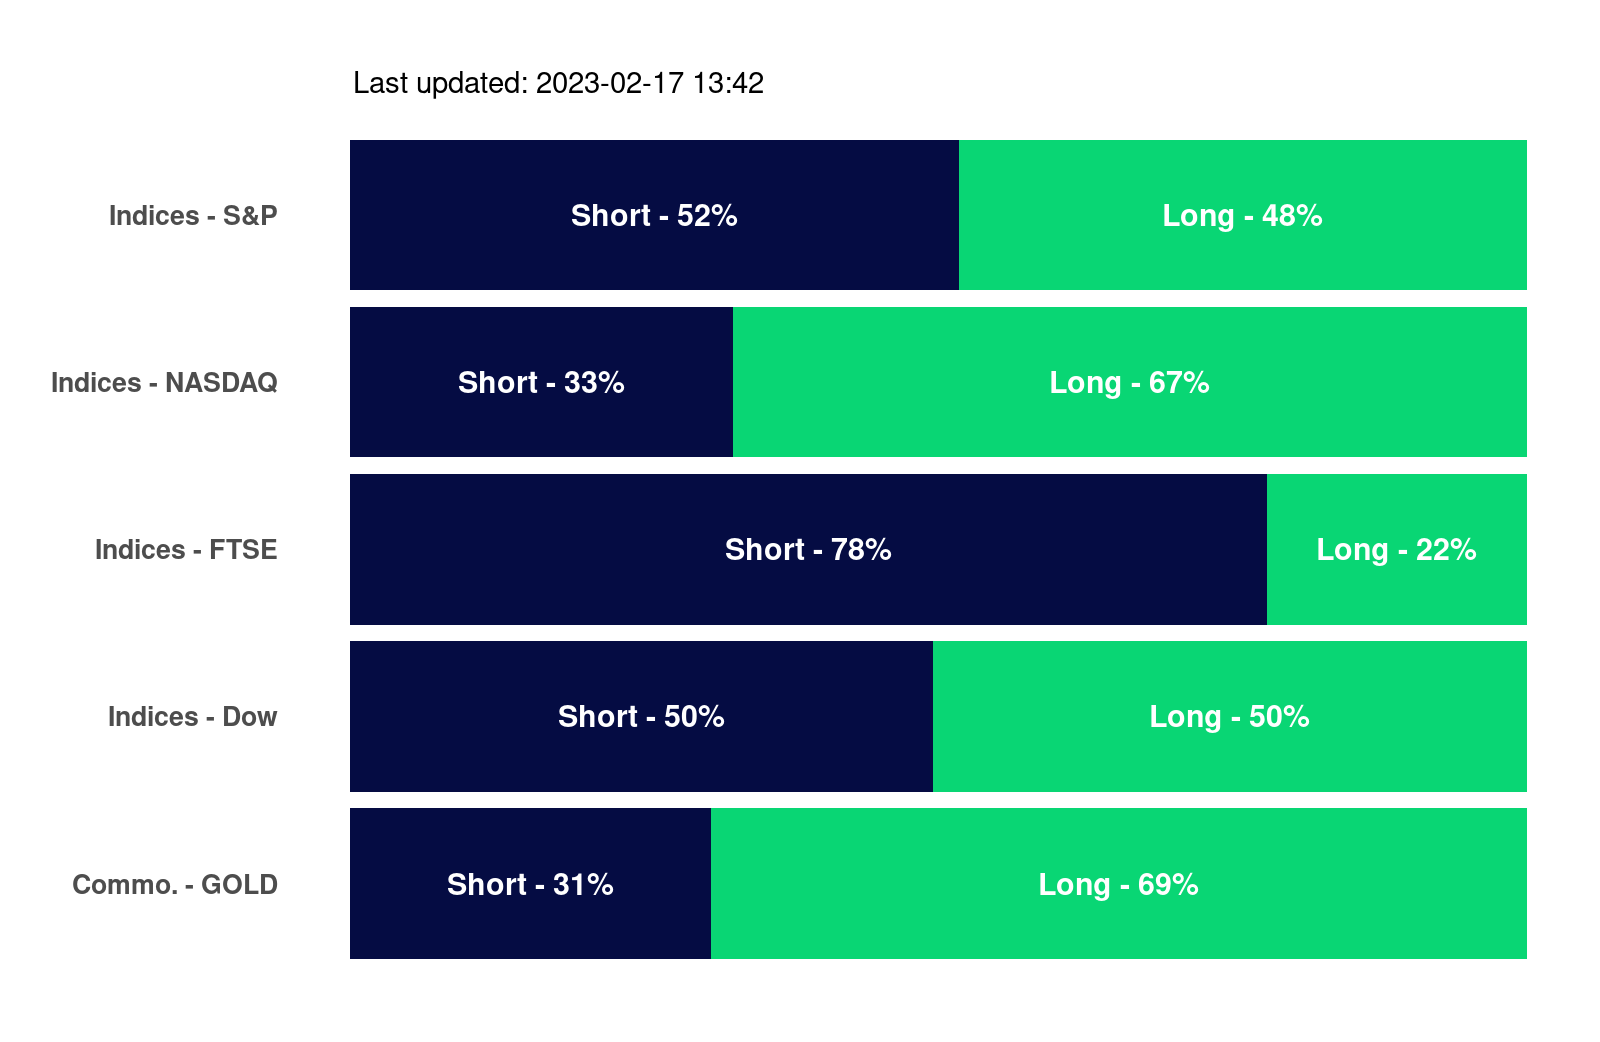 Last updated: 2023-02-17 13:42
Indices - S&P
Short - 52%
Long - 48%
Indices - NASDAQ
Short - 33%
Long - 67%
Indices - FTSE
Short - 78%
Long - 22%
Indices - Dow
Short - 50%
Long - 50%
Commo. - GOLD
Short - 31%
Long - 69%